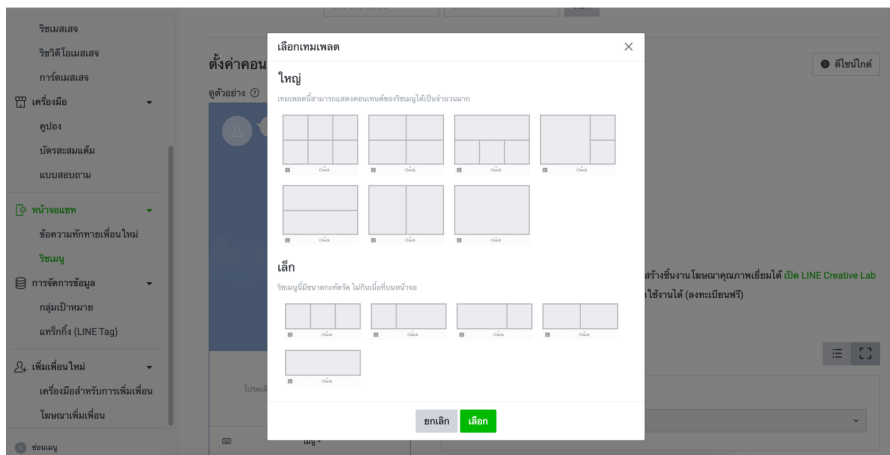 ริชเมสเสจ
ริชวิดีโอเมสเสจ
การ์ดเมสเสจ
เครื่องมือ
คูปอง
บัตรสะสมแต้ม
แบบสอบถาม
หน้าจอแชท
ข้อความทักทายเพื่อนใหม่
ริชเมนู
การจัดการข้อมูล
กลุ่มเป้าหมาย
แทร็กกิ้ง (LINE Tag)
เพิ่มเพื่อนใหม่
เครื่องมือสำหรับการเพิ่มเพื่อน
โฆษณาเพิ่มเพื่อน
ซ่อนเมนู
ตั้งค่าคอน
ดูตัวอย่าง
เมนู
เลือกเทมเพลต
ใหญ่
เทมเพลตนี้สามารถแสดงคอนเทนต์ของริชเมนูได้เป็นจำนวนมาก
Check
Check
Check
Check
Check
Check
Check
เล็ก
ริชเมนูนี้มีขนาดกะทัดรัด ไม่กินเนื้อที่บนหน้าจอ
Check
Check
Check
Check
Check
ยกเลิก เลือก
ดีไซน์ไกด์
สร้างชิ้นงานโฆษณาคุณภาพเยี่ยมได้ เปิด LINE Creative Lab
ใช้งานได้ (ลงทะเบียนฟรี)